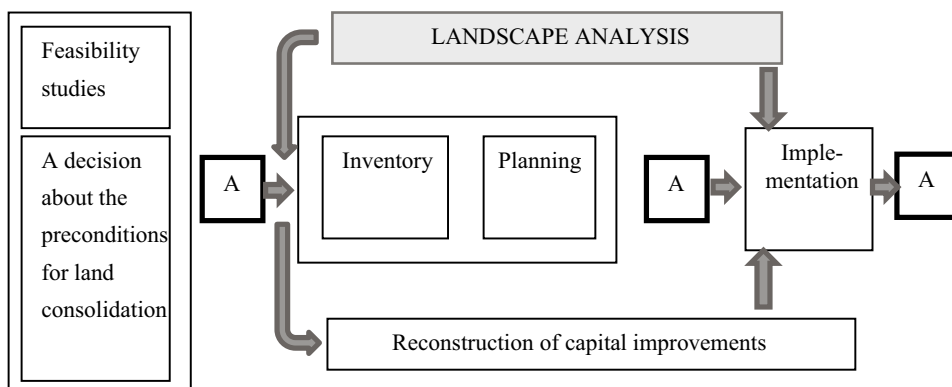 Feasibility
studies
A decision
about the
preconditions
for land
consolidation
A
LANDSCAPE ANALYSIS
Inventory
Planning
Reconstruction of capital improvements
A
Imple-
mentation
A